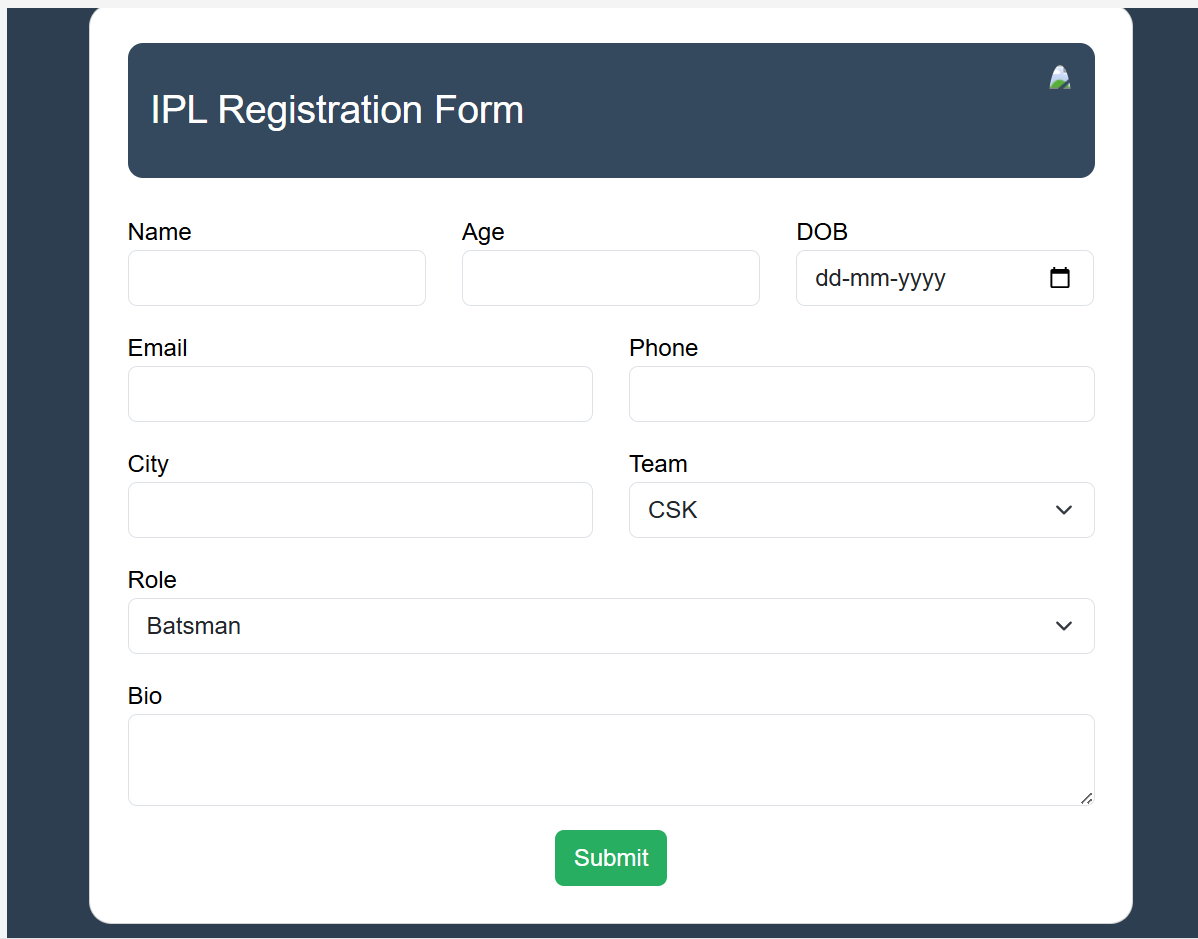 IPL Registration Form
Name Age DOB
dd-mm-yyyy
Email Phone
City Team
CSK
Role
Batsman
Bio
Submit